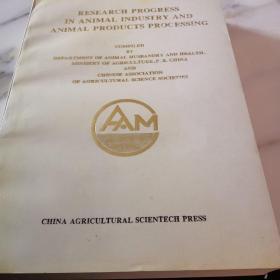 RESEARCH PROGRESS
IN ANIMAL INDUSTRY AND
ANIMAL PRODUCTS PROCESSING
COMPILED
BY
DEPARTMENT OF ANIMAL HUSBANDRY AND HEALTH,
MINISTRY OF AGRICULTURE, P. R. CHINA
AND
CHINESE ASSOCIATION
OF AGRICULTURAL SCIENCE SOCIETIES
AAM
CHINA AGRICULTURAL SCIENTECH PRESS